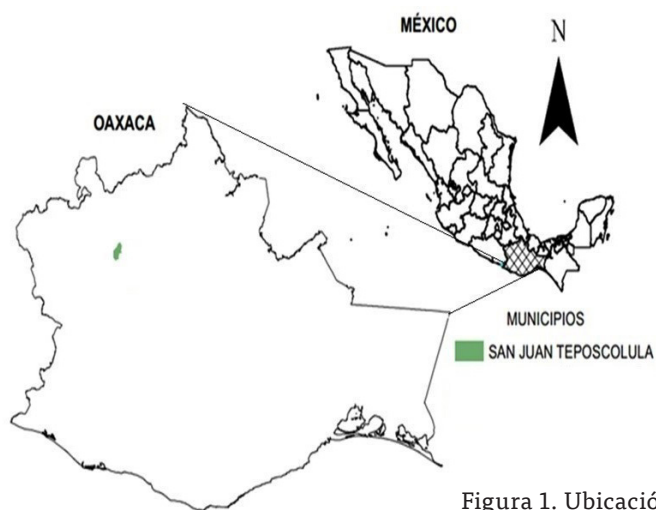 MÉXICO
N
OAXACA
MUNICIPIOS
SAN JUAN TEPOSCOLULA
Figura 1. Ubicació